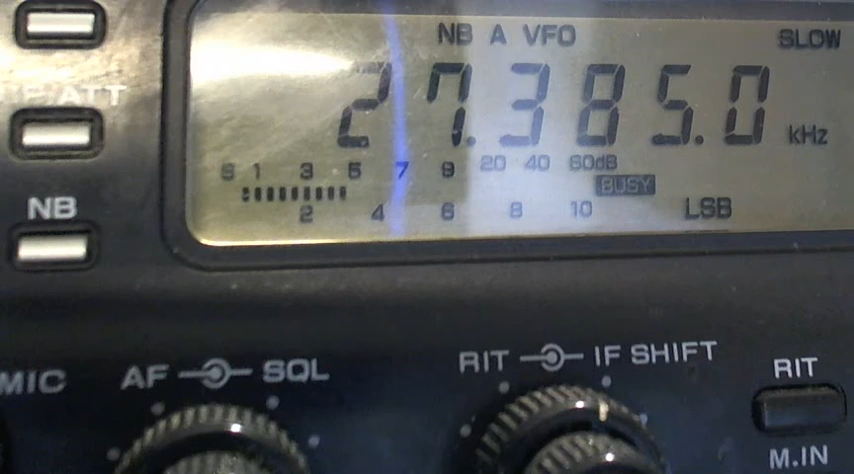 NB A VFO SLOW
27.385.0 kHz
S 1 3 5 7 9 20 40 60dB
BUSY
2 4 6 8 10 LSB
NB
MIC AF SQL RIT IF SHIFT RIT
M.IN